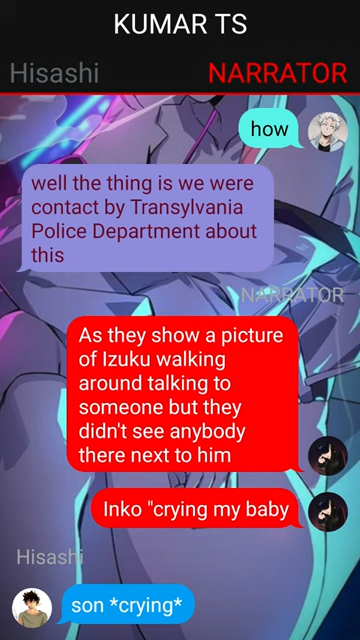 KUMAR TS
Hisashi
NARRATOR
how
well the thing is we were
contact by Transylvania
Police Department about
this
NARRATOR
As they show a picture
of Izuku walking
around talking to
someone but they
didn't see anybody
there next to him
Inko "crying my baby
Hisashi
son *crying*